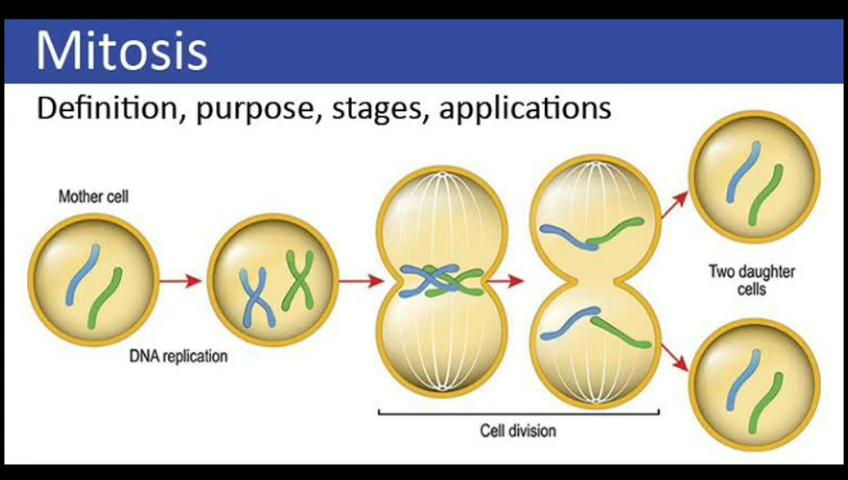 Mitosis
Definition, purpose, stages, applications
Mother cell
DNA replication
Cell division
Two daughter
cells